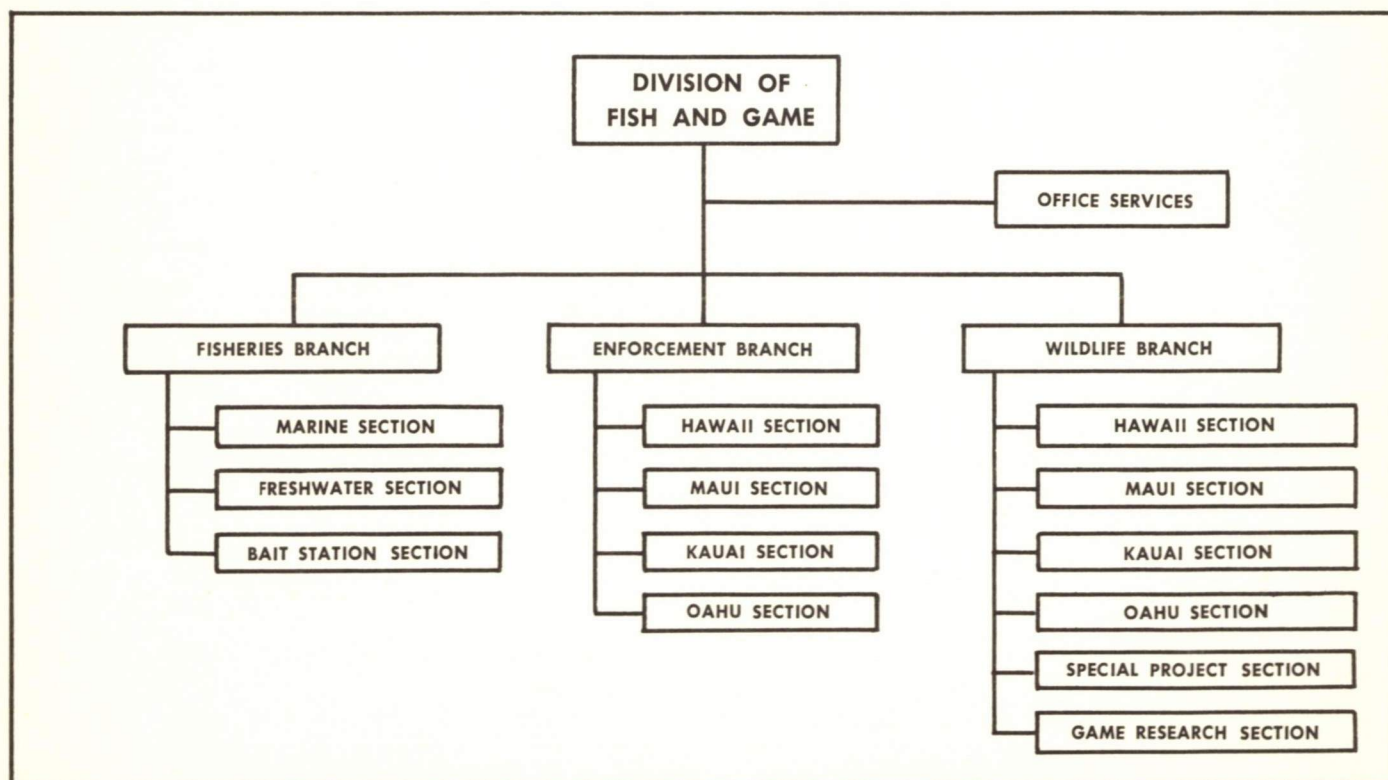 DIVISION OF
FISH AND GAME
OFFICE SERVICES
FISHERIES BRANCH
MARINE SECTION
FRESHWATER SECTION
BAIT STATION SECTION
ENFORCEMENT BRANCH
HAWAII SECTION
MAUI SECTION
KAUAI SECTION
OAHU SECTION
WILDLIFE BRANCH
HAWAII SECTION
MAUI SECTION
KAUAI SECTION
OAHU SECTION
SPECIAL PROJECT SECTION
GAME RESEARCH SECTION